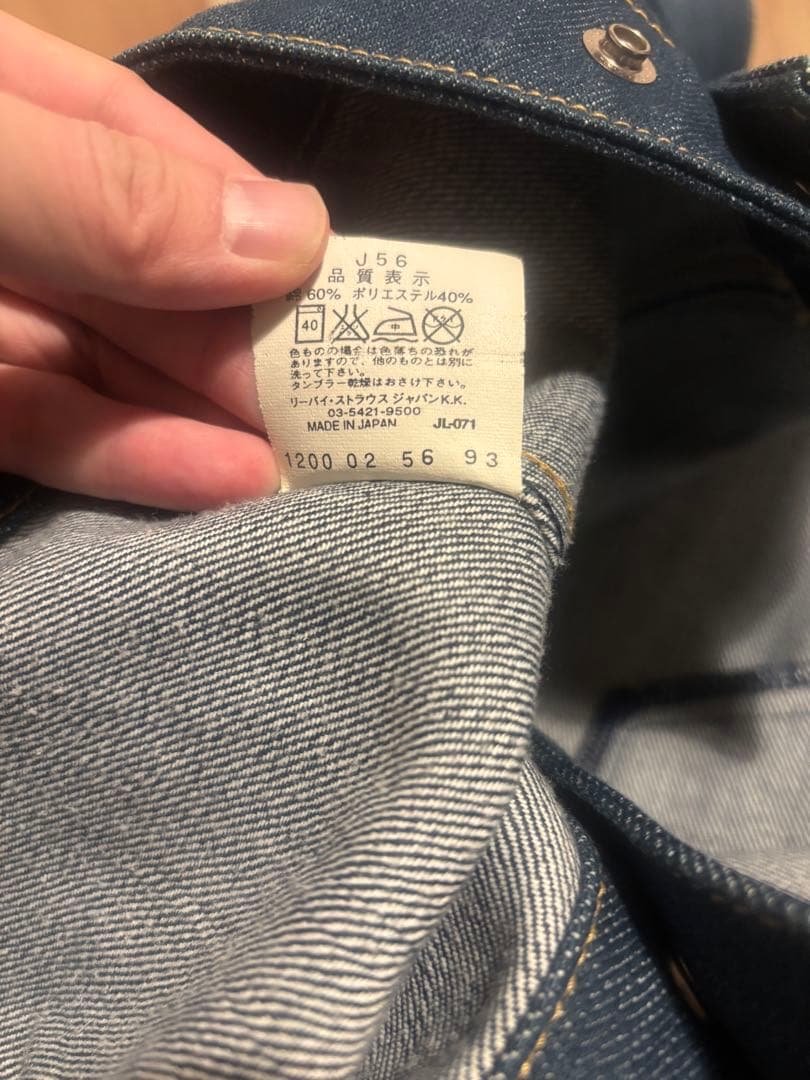 J56
品質表示
綿 60% ポリエステル40%
40 中
色ものの場合は色落ちの恐れが
ありますので、他のものとは別に
洗って下さい。
タンブラー乾燥はおさけ下さい。
リーバイ・ストラウス ジャパンK.K.
03-5421-9500
MADE IN JAPAN JL-071
1200 02 56 93